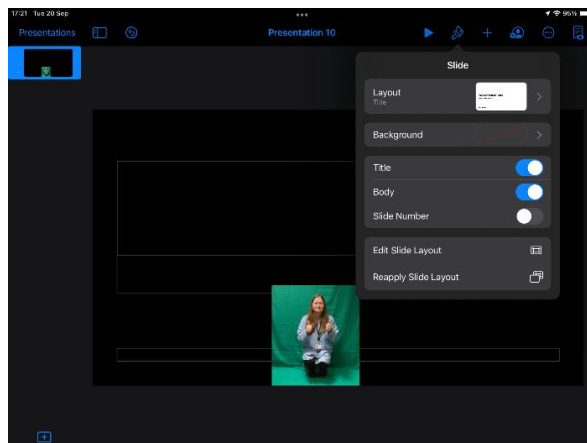 17:21 Tue 20 Sep
95%
Presentations
Presentation 10
Slide
Layout
Title
Background
Title
Body
Slide Number
Edit Slide Layout
Reapply Slide Layout